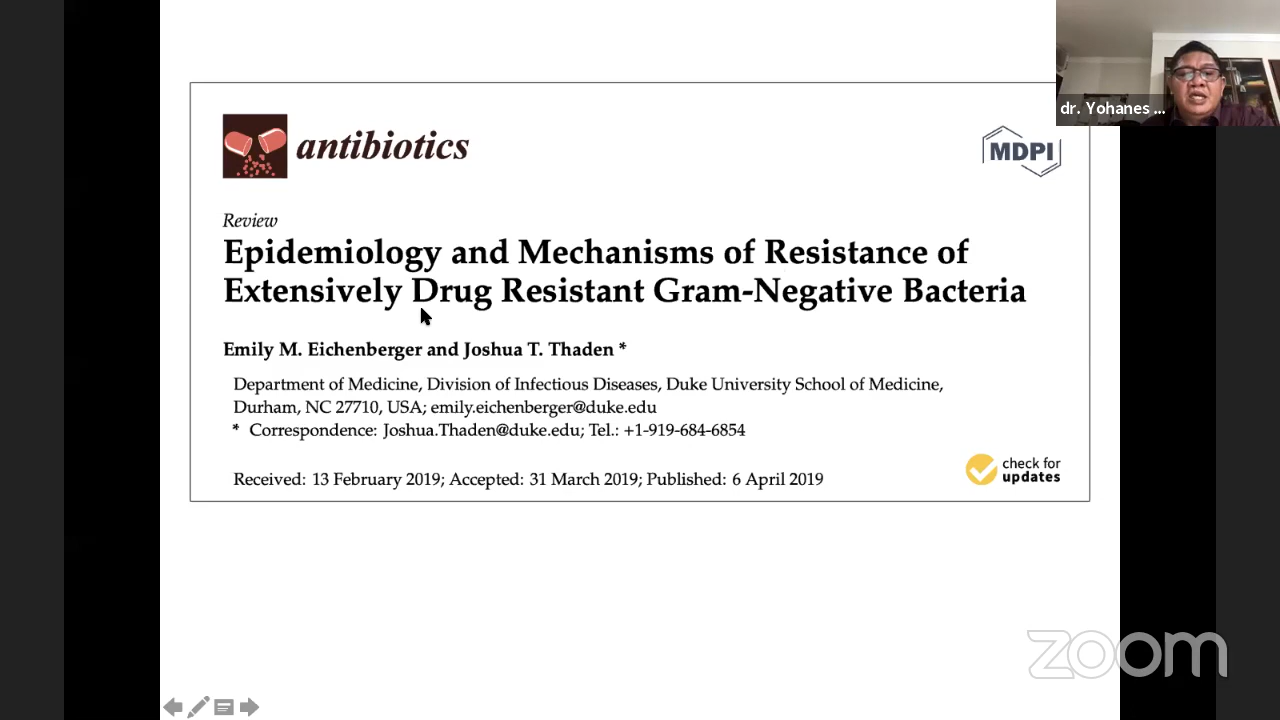 dr. Yohanes ...
antibiotics
MDPI
Review
Epidemiology and Mechanisms of Resistance of
Extensively Drug Resistant Gram-Negative Bacteria
Emily M. Eichenberger and Joshua T. Thaden *
Department of Medicine, Division of Infectious Diseases, Duke University School of Medicine,
Durham, NC 27710, USA; emily.eichenberger@duke.edu
* Correspondence: Joshua.Thaden@duke.edu; Tel.: +1-919-684-6854
Received: 13 February 2019; Accepted: 31 March 2019; Published: 6 April 2019
check for
updates
zoom